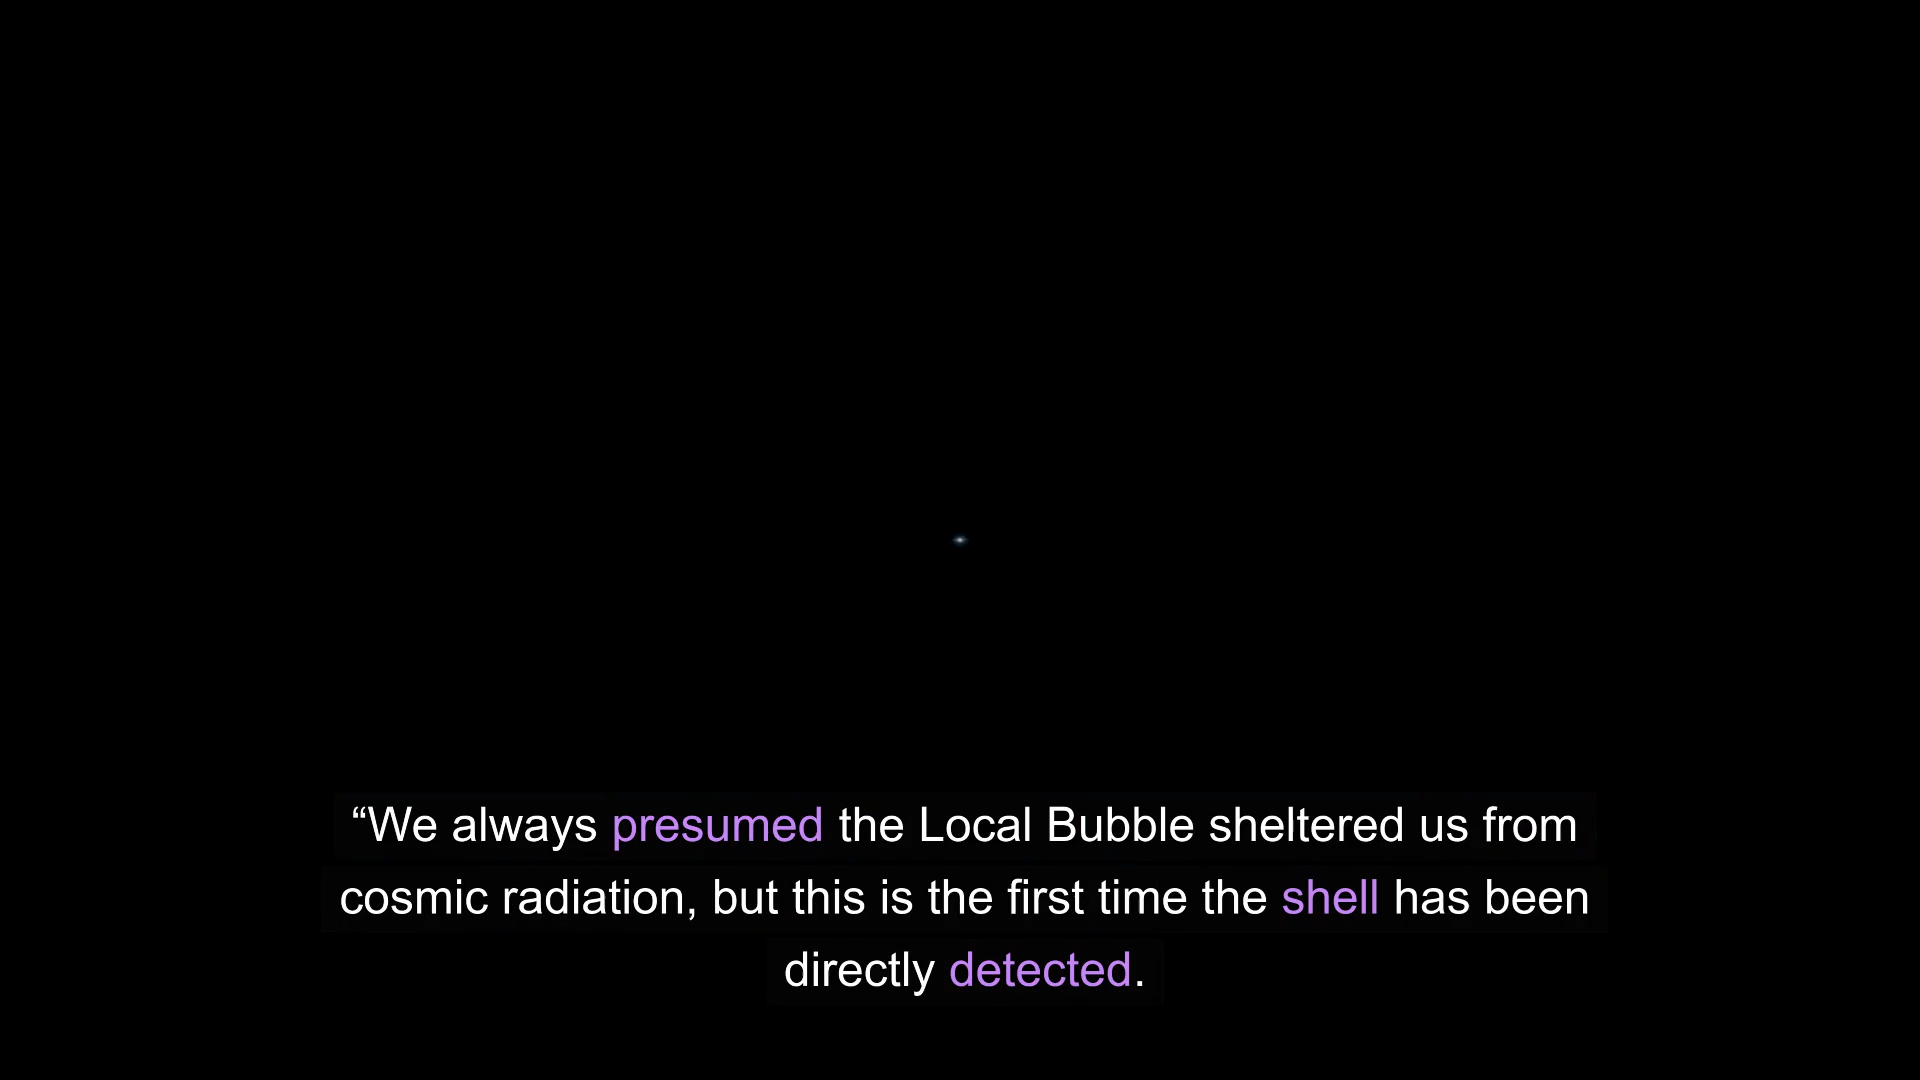 “We always presumed the Local Bubble sheltered us from
cosmic radiation, but this is the first time the shell has been
directly detected.